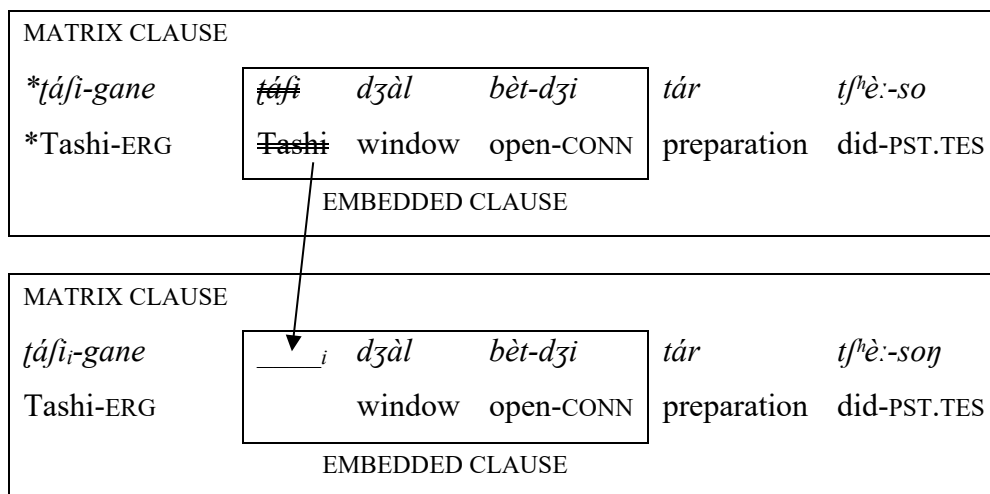 MATRIX CLAUSE
*ʈáʃi-gane ʈáʃi dʒàl bèt-dʒi tár tʃʰè:-so
*Tashi-ERG Tashi window open-CONN preparation did-PST.TES
EMBEDDED CLAUSE
MATRIX CLAUSE
ʈáʃiᵢ-gane _____ᵢ dʒàl bèt-dʒi tár tʃʰè:-soŋ
Tashi-ERG window open-CONN preparation did-PST.TES
EMBEDDED CLAUSE